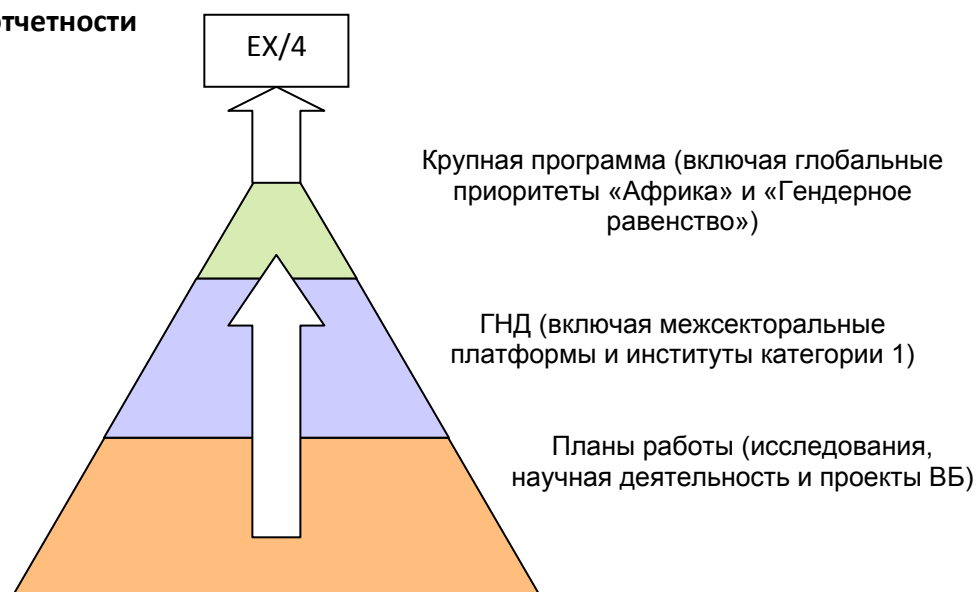 отчетности
EX/4
Крупная программа (включая глобальные
приоритеты «Африка» и «Гендерное
равенство»)
ГНД (включая межсекторальные
платформы и институты категории 1)
Планы работы (исследования,
научная деятельность и проекты ВБ)